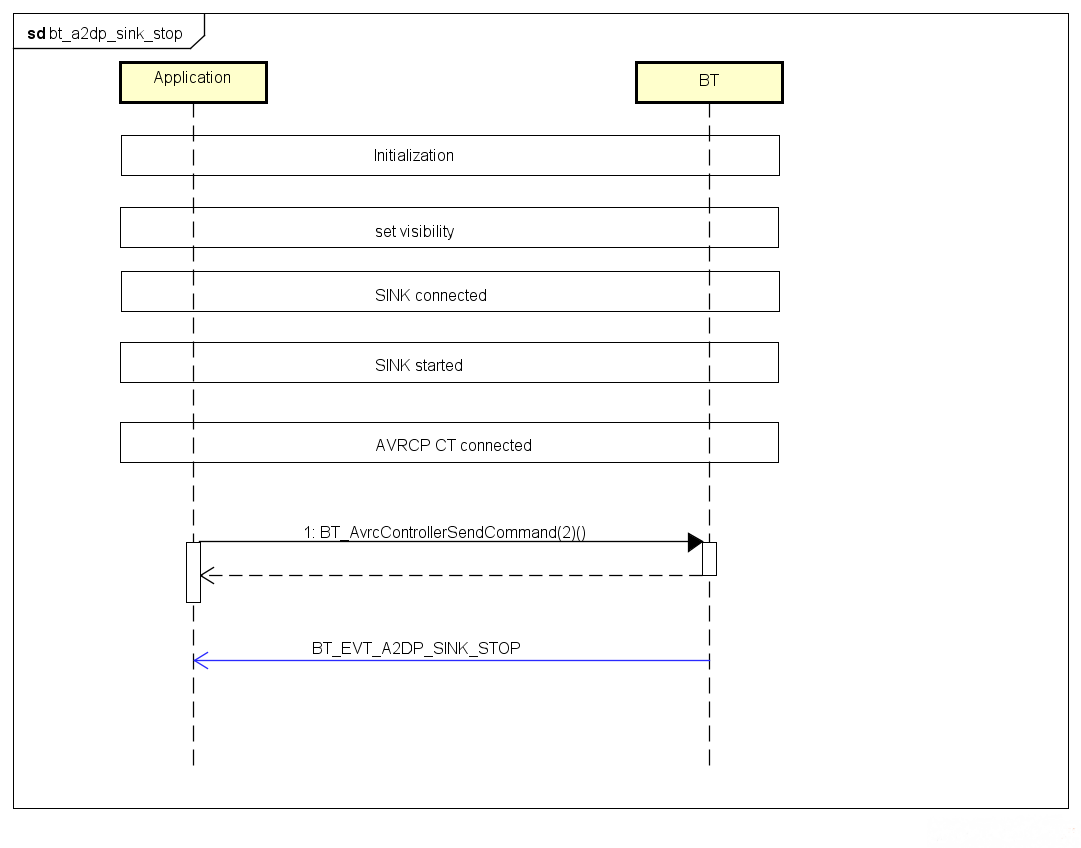 sd bt_a2dp_sink_stop
Application
BT
Initialization
set visibility
SINK connected
SINK started
AVRCP CT connected
1: BT_AvrcControllerSendCommand(2)()
BT_EVT_A2DP_SINK_STOP